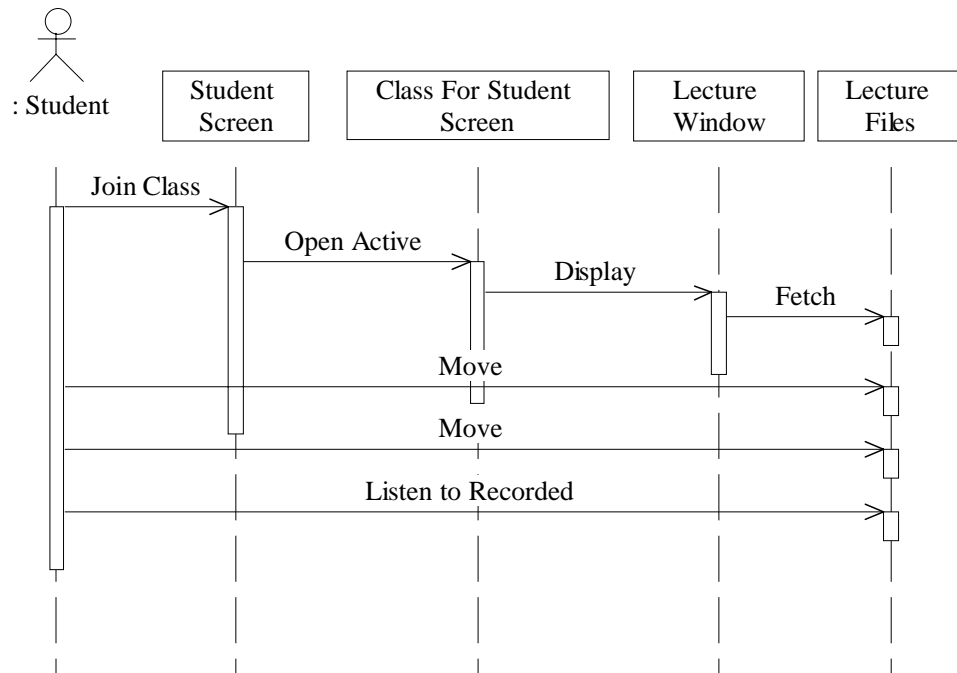 : Student
Student
Screen
Class For Student
Screen
Lecture
Window
Lecture
Files
Join Class
Open Active
Display
Fetch
Move
Move
Listen to Recorded